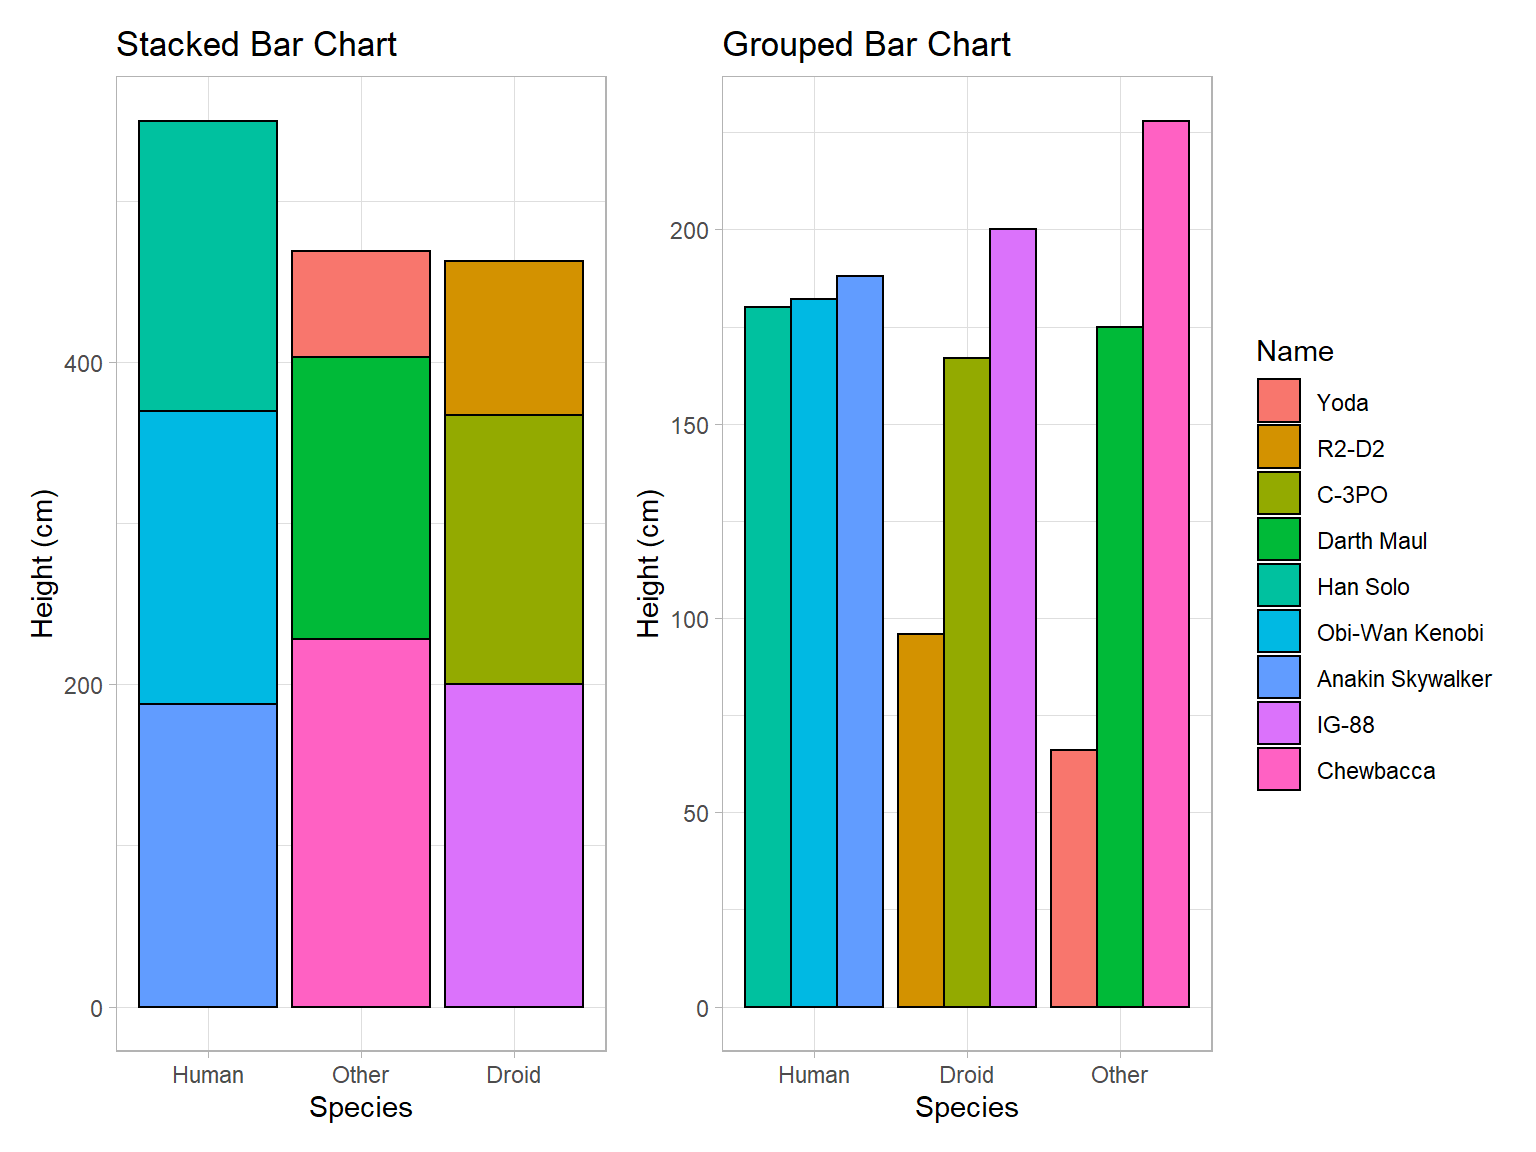 Stacked Bar Chart
Height (cm)
400
200
0
Human Other Droid
Species
Grouped Bar Chart
Height (cm)
200
150
100
50
0
Human Droid Other
Species
Name
Yoda
R2-D2
C-3PO
Darth Maul
Han Solo
Obi-Wan Kenobi
Anakin Skywalker
IG-88
Chewbacca